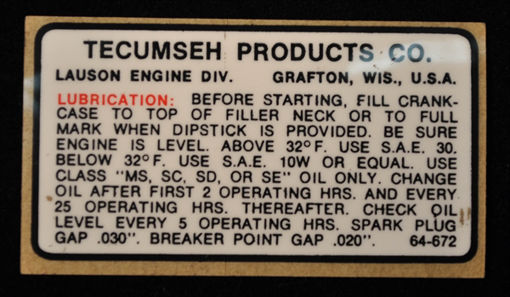 TECUMSEH PRODUCTS CO.
LAUSON ENGINE DIV. GRAFTON, WIS., U.S.A.
LUBRICATION: BEFORE STARTING, FILL CRANK-
CASE TO TOP OF FILLER NECK OR TO FULL
MARK WHEN DIPSTICK IS PROVIDED. BE SURE
ENGINE IS LEVEL. ABOVE 32°F. USE S.A.E. 30.
BELOW 32°F. USE S.A.E. 10W OR EQUAL. USE
CLASS "MS, SC, SD, OR SE" OIL ONLY. CHANGE
OIL AFTER FIRST 2 OPERATING HRS. AND EVERY
25 OPERATING HRS. THEREAFTER. CHECK OIL
LEVEL EVERY 5 OPERATING HRS. SPARK PLUG
GAP .030". BREAKER POINT GAP .020". 64-672